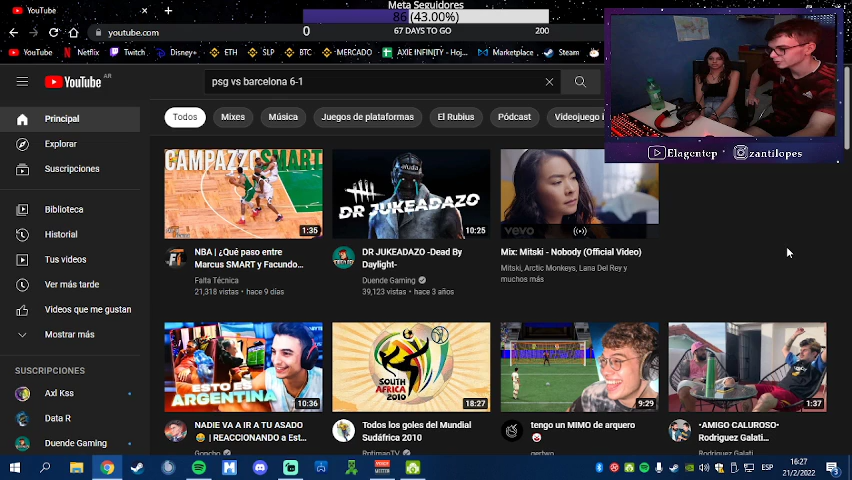 YouTube
Meta Seguidores
86 (43.00%)
0
67 DAYS TO GO
200
youtube.com
YouTube
Netflix
Twitch
Disney+
ETH
SLP
BTC
MERCADO
AXIE INFINITY - Hoj...
Marketplace
Steam
YouTube AR
psg vs barcelona 6-1
Todos
Mixes
Música
Juegos de plataformas
El Rubius
Pódcast
Videojuego
Elagentep
zantilopes
Principal
Explorar
Suscripciones
Biblioteca
Historial
Tus videos
Ver más tarde
Videos que me gustan
Mostrar más
SUSCRIPCIONES
Axl Kss
Data R
Duende Gaming
CAMPAZZO SMART
1:35
NBA | ¿Qué paso entre
Marcus SMART y Facundo...
Falta Técnica
21,318 vistas • hace 9 días
ayuda
DR JUKEADAZO
10:25
DR JUKEADAZO -Dead By
Daylight-
Duende Gaming
39,123 vistas • hace 3 años
vevo
Mix: Mitski - Nobody (Official Video)
Mitski, Arctic Monkeys, Lana Del Rey y
muchos más
ESTO ES
ARGENTINA
10:36
NADIE VA A IR A TU ASADO
😂 | REACCIONANDO a Est...
Goncho
SOUTH
AFRICA
2010
18:27
Todos los goles del Mundial
Sudáfrica 2010
9:29
tengo un MIMO de arquero
1:37
•AMIGO CALUROSO•
Rodriguez Galati...
ESP
16:27
21/2/2022